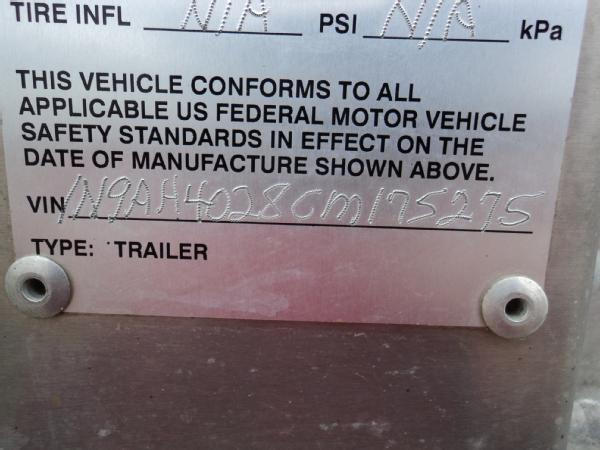 TIRE INFL N/A PSI N/A kPa
THIS VEHICLE CONFORMS TO ALL
APPLICABLE US FEDERAL MOTOR VEHICLE
SAFETY STANDARDS IN EFFECT ON THE
DATE OF MANUFACTURE SHOWN ABOVE.
VIN 1N9AH4028CM175275
TYPE: TRAILER